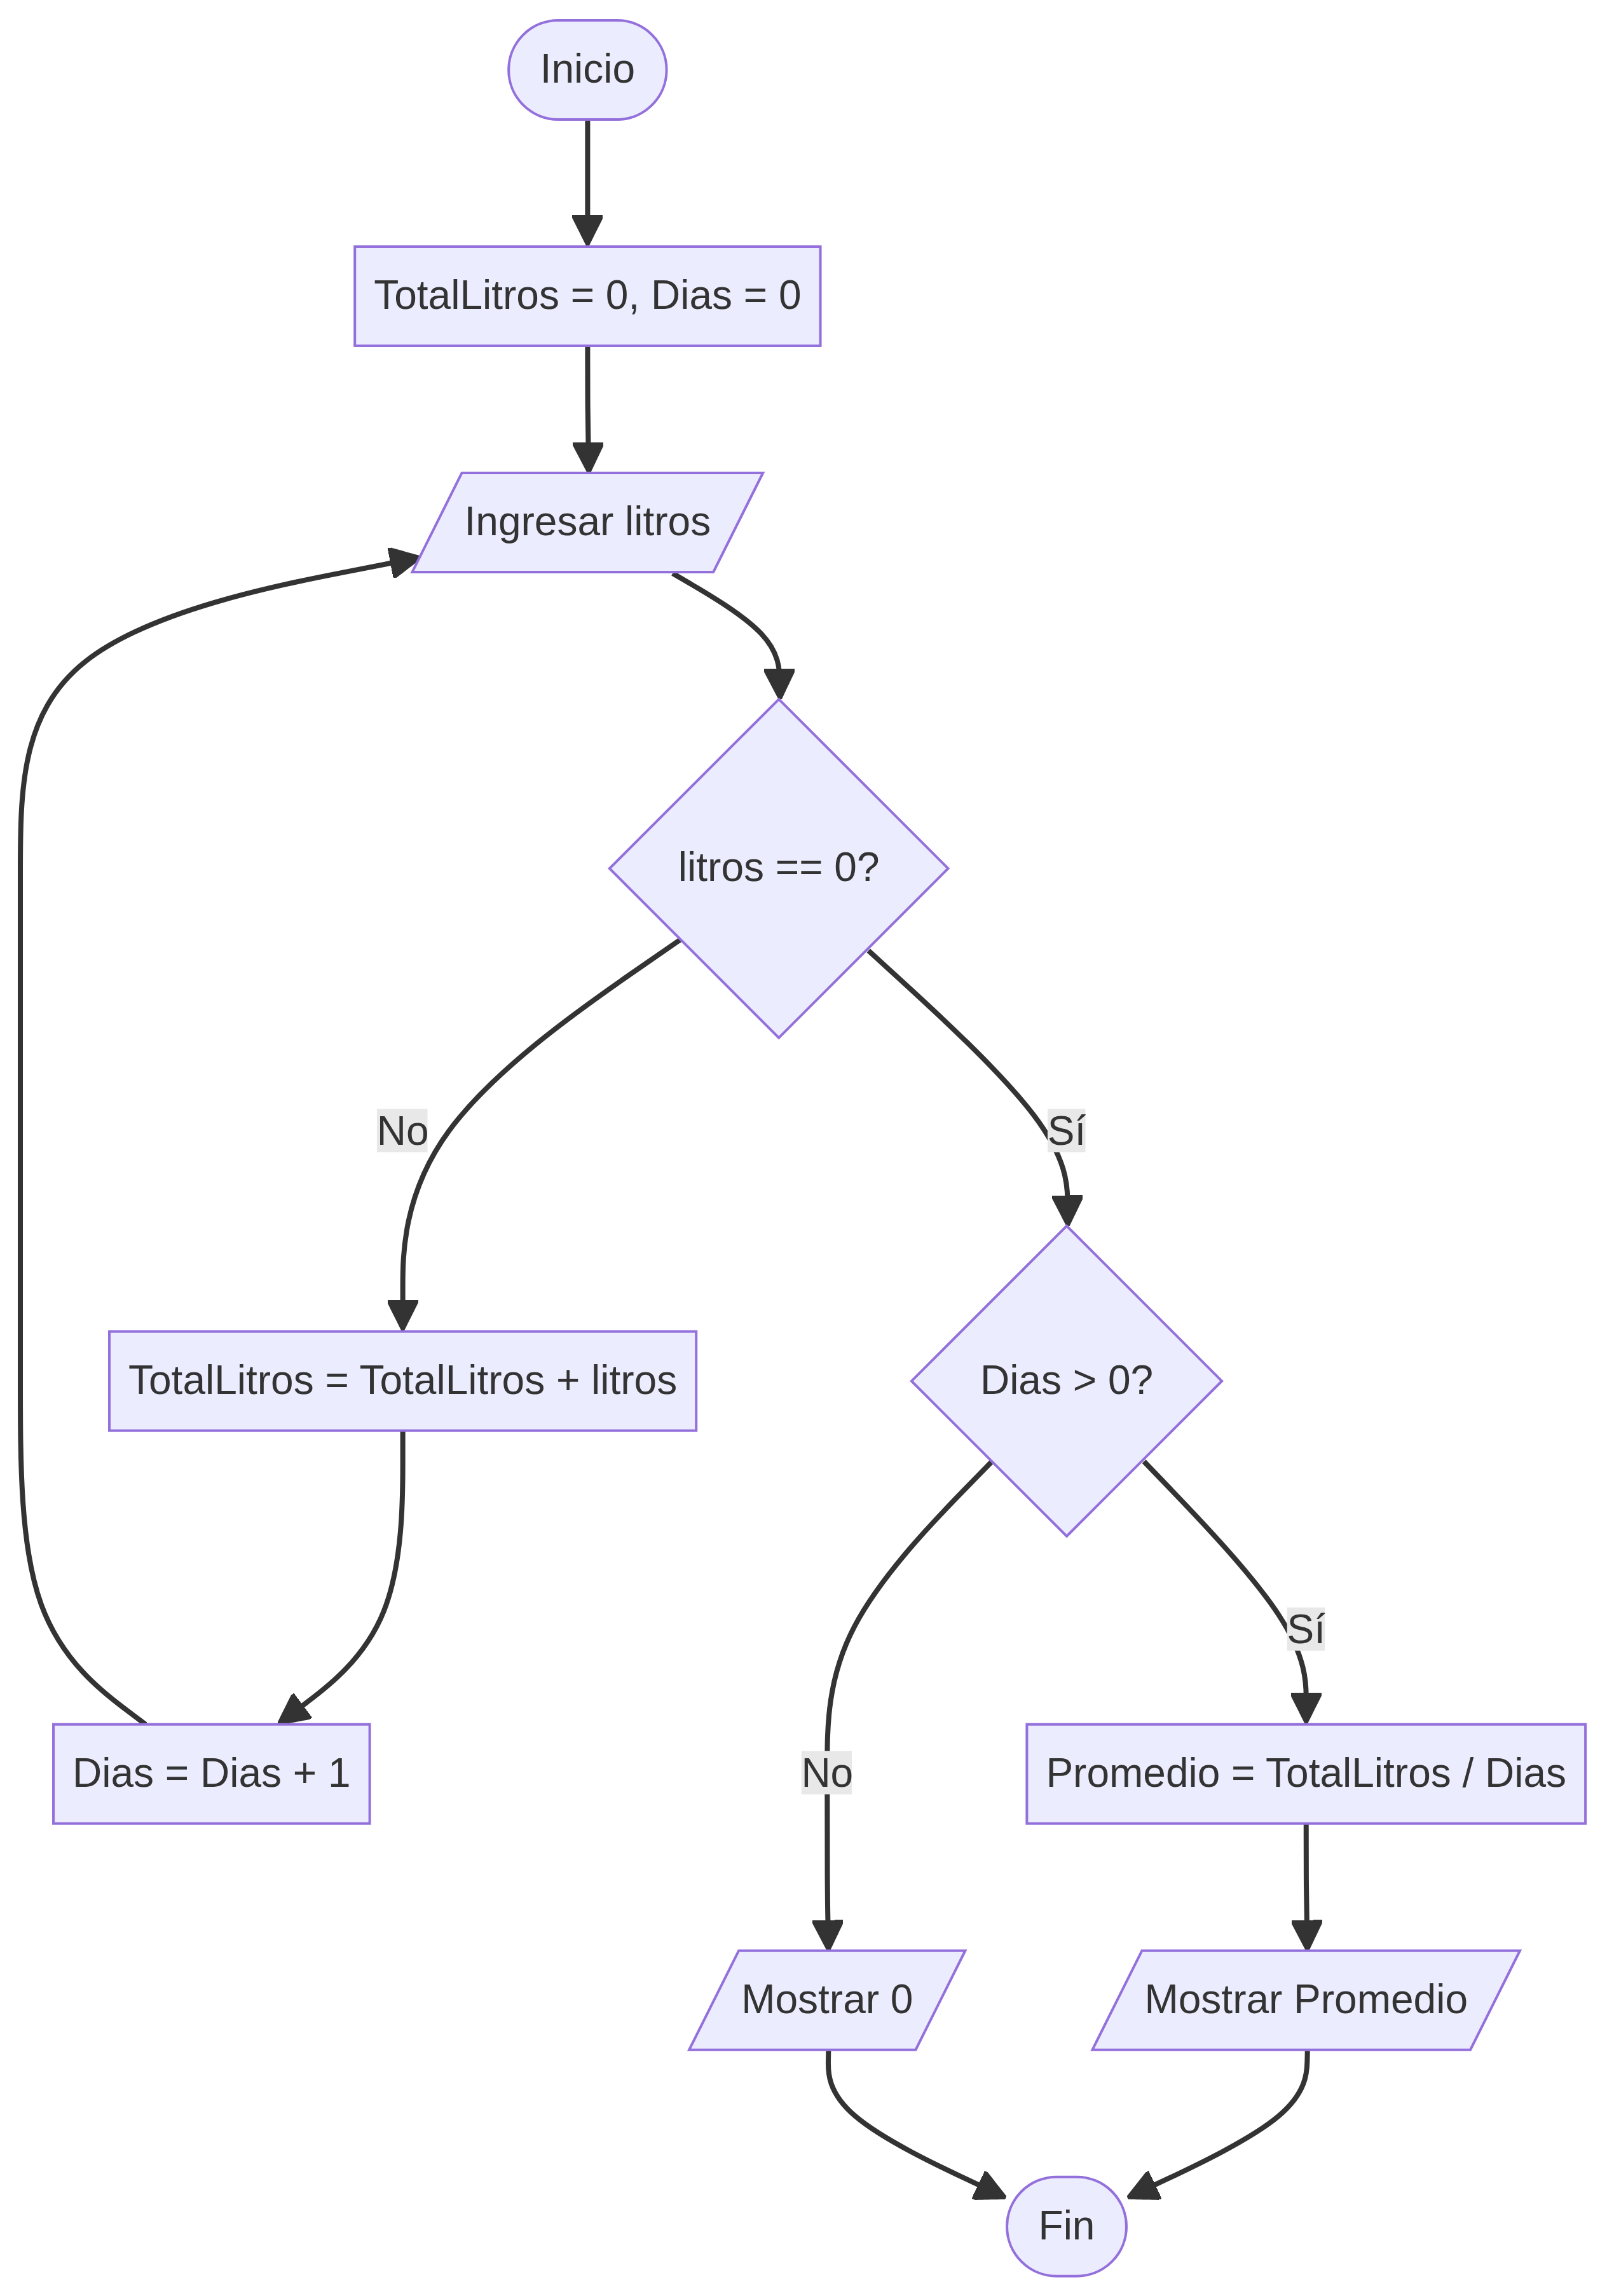 Inicio
TotalLitros = 0, Dias = 0
Ingresar litros
litros == 0?
No
Sí
TotalLitros = TotalLitros + litros
Dias > 0?
Sí
Dias = Dias + 1
No
Promedio = TotalLitros / Dias
Mostrar 0
Mostrar Promedio
Fin